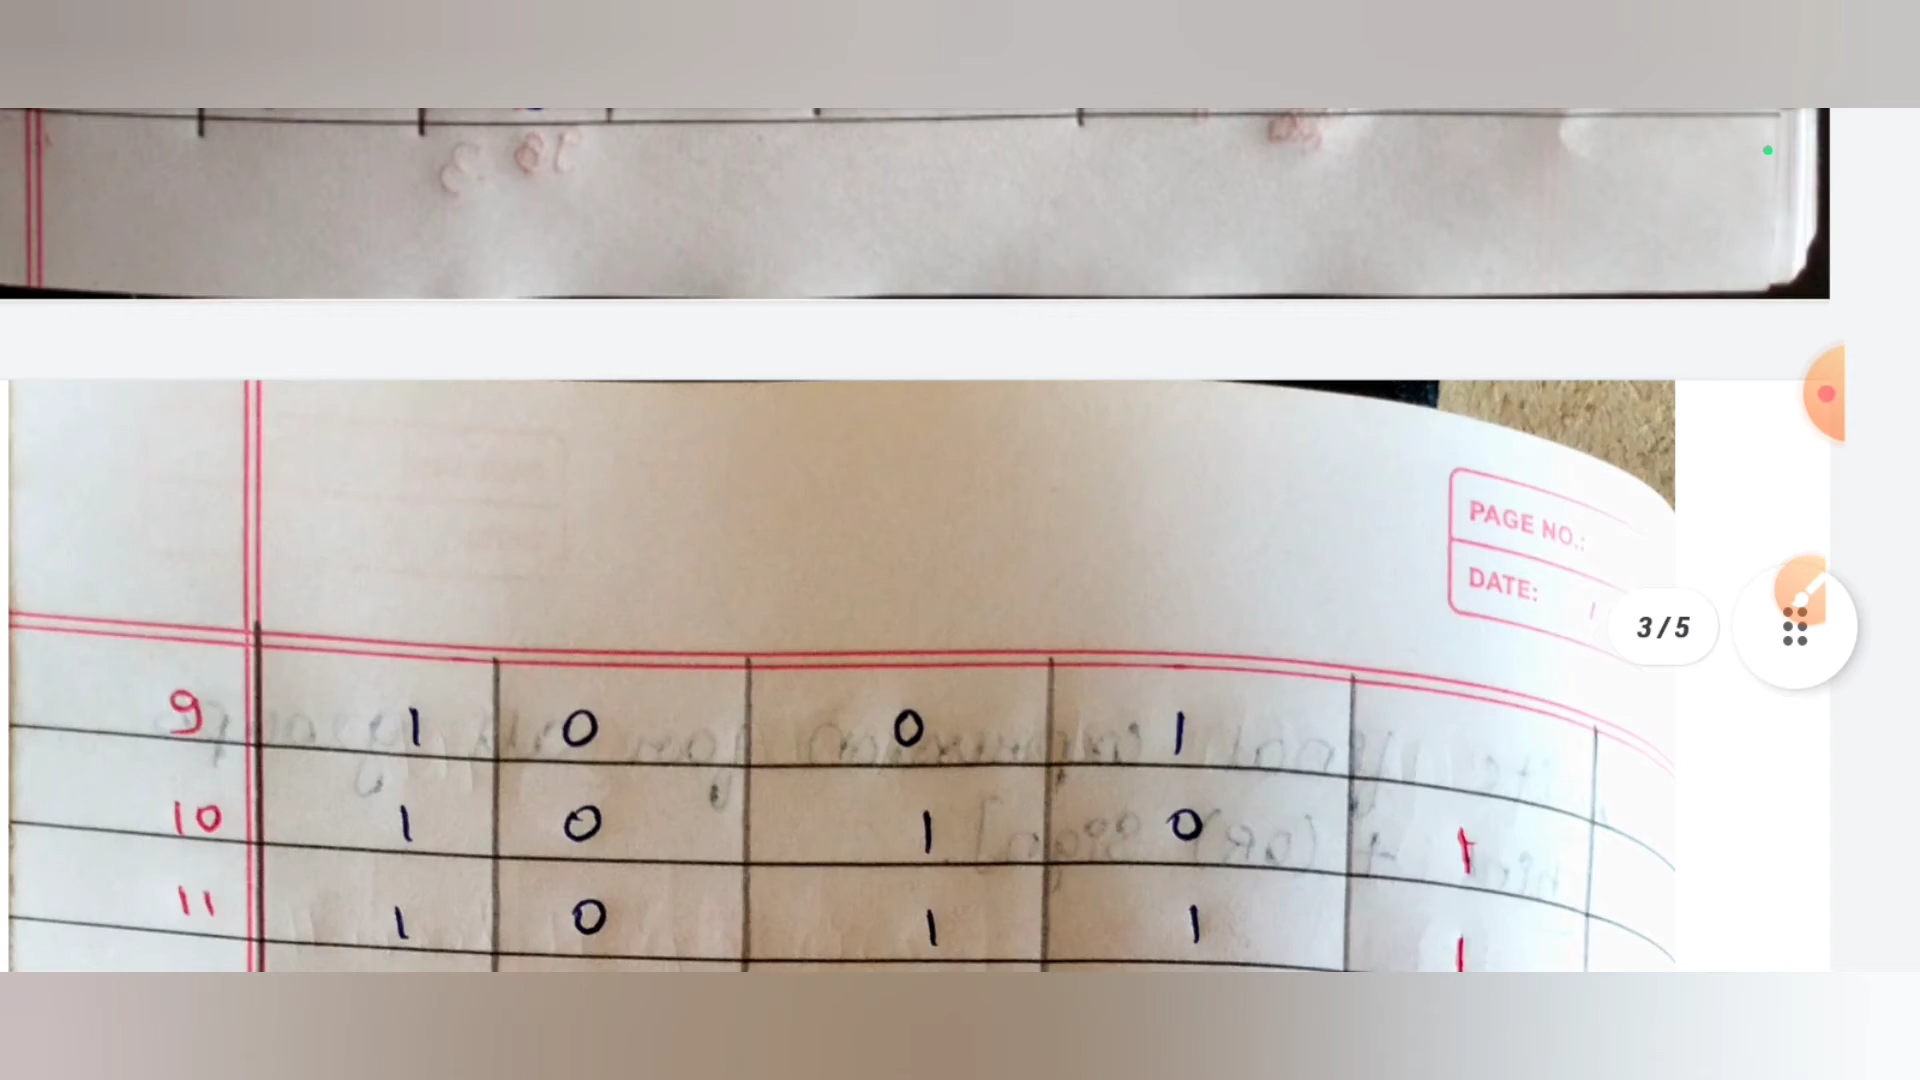 PAGE NO.:
DATE:
3/5
9 1 0 0 1
10 1 0 1 0 1
11 1 0 1 1 1